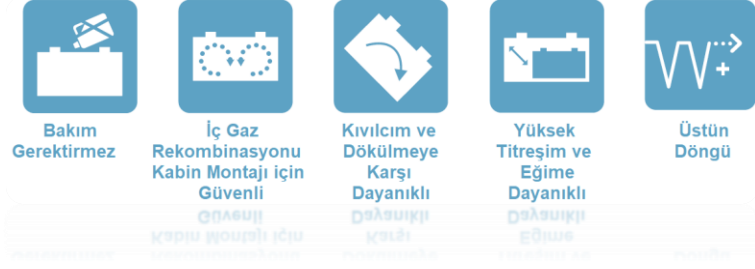 Bakım
Gerektirmez
İç Gaz
Rekombinasyonu
Kabin Montajı için
Güvenli
Kıvılcım ve
Dökülmeye
Karşı
Dayanıklı
Yüksek
Titreşim ve
Eğime
Dayanıklı
Üstün
Döngü